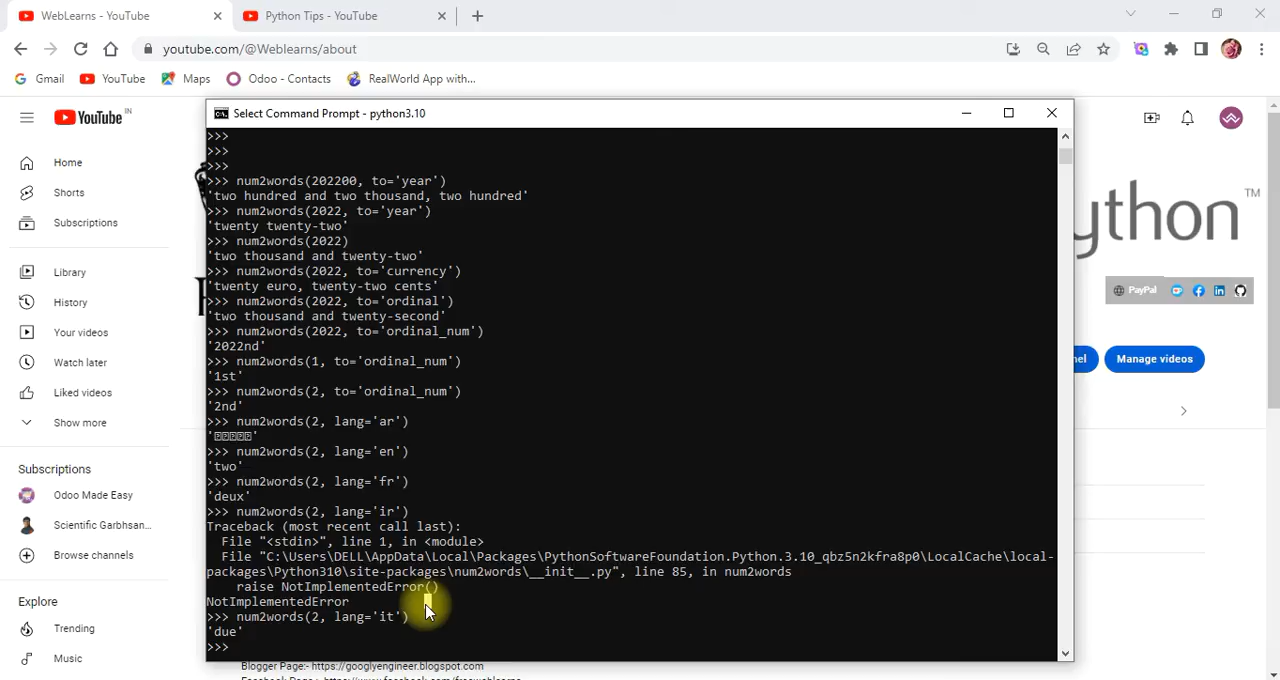 WebLearns - YouTube
Python Tips - YouTube
youtube.com/@Weblearns/about
Gmail
YouTube
Maps
Odoo - Contacts
RealWorld App with...
YouTube IN
Home
Shorts
Subscriptions
Library
History
Your videos
Watch later
Liked videos
Show more
Subscriptions
Odoo Made Easy
Scientific Garbhsan...
Browse channels
Explore
Trending
Music
Select Command Prompt - python3.10
>>>
>>>
>>>
>>> num2words(202200, to='year')
'two hundred and two thousand, two hundred'
>>> num2words(2022, to='year')
'twenty twenty-two'
>>> num2words(2022)
'two thousand and twenty-two'
>>> num2words(2022, to='currency')
'twenty euro, twenty-two cents'
>>> num2words(2022, to='ordinal')
'two thousand and twenty-second'
>>> num2words(2022, to='ordinal_num')
'2022nd'
>>> num2words(1, to='ordinal_num')
'1st'
>>> num2words(2, to='ordinal_num')
'2nd'
>>> num2words(2, lang='ar')
>>> num2words(2, lang='en')
'two'
>>> num2words(2, lang='fr')
'deux'
>>> num2words(2, lang='ir')
Traceback (most recent call last):
File "<stdin>", line 1, in <module>
File "C:\Users\DELL\AppData\Local\Packages\PythonSoftwareFoundation.Python.3.10_qbz5n2kfra8p0\LocalCache\local-
packages\Python310\site-packages\num2words\__init__.py", line 85, in num2words
raise NotImplementedError()
NotImplementedError
>>> num2words(2, lang='it')
'due'
>>>
ython TM
PayPal
nel
Manage videos
Blogger Page:- https://googlyengineer.blogspot.com